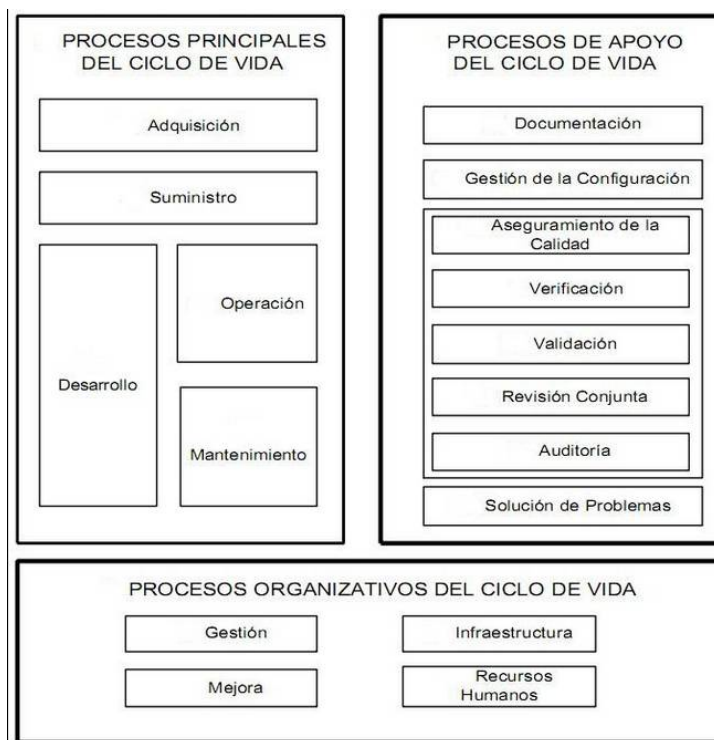 PROCESOS PRINCIPALES
DEL CICLO DE VIDA
Adquisición
Suministro
Desarrollo
Operación
Mantenimiento
PROCESOS DE APOYO
DEL CICLO DE VIDA
Documentación
Gestión de la Configuración
Aseguramiento de la
Calidad
Verificación
Validación
Revisión Conjunta
Auditoría
Solución de Problemas
PROCESOS ORGANIZATIVOS DEL CICLO DE VIDA
Gestión
Infraestructura
Mejora
Recursos
Humanos